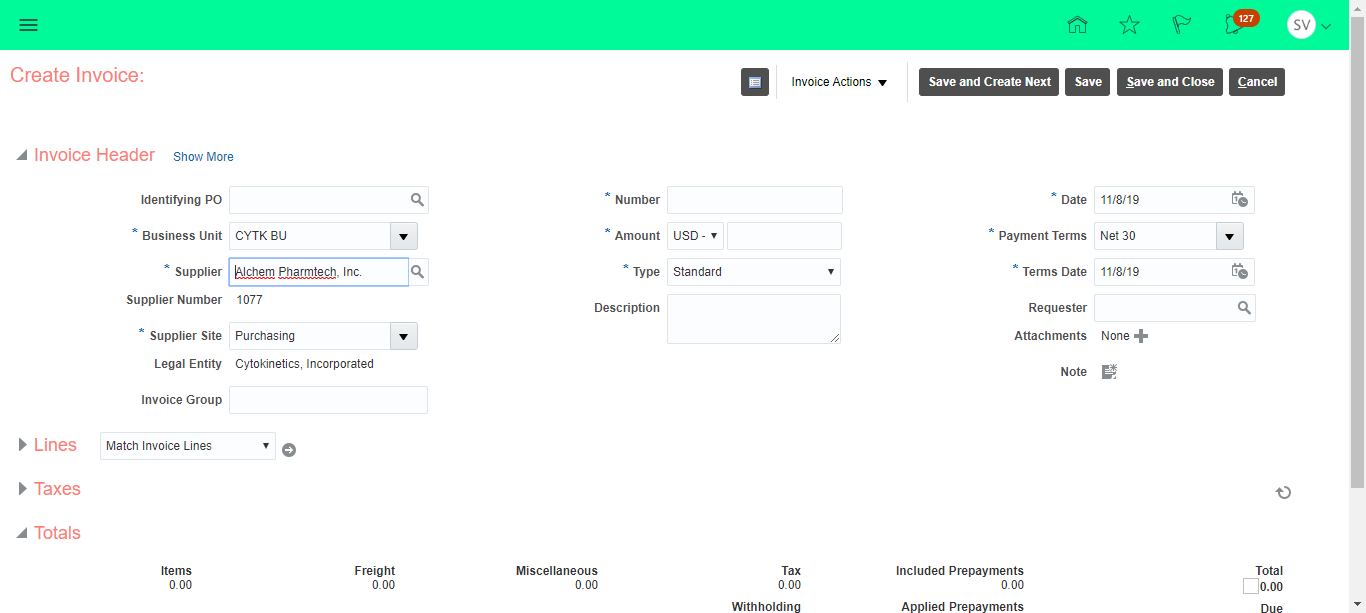 127
SV
Create Invoice:
Invoice Actions
Save and Create Next
Save
Save and Close
Cancel
Invoice Header
Show More
Identifying PO
* Business Unit CYTK BU
* Supplier Alchem Pharmtech, Inc.
Supplier Number 1077
* Supplier Site Purchasing
Legal Entity Cytokinetics, Incorporated
Invoice Group
* Number
* Amount USD -
* Type Standard
Description
* Date 11/8/19
* Payment Terms Net 30
* Terms Date 11/8/19
Requester
Attachments None
Note
Lines
Match Invoice Lines
Taxes
Totals
Items Freight Miscellaneous Tax Included Prepayments Total
0.00 0.00 0.00 0.00 0.00 0.00
Withholding Applied Prepayments Due